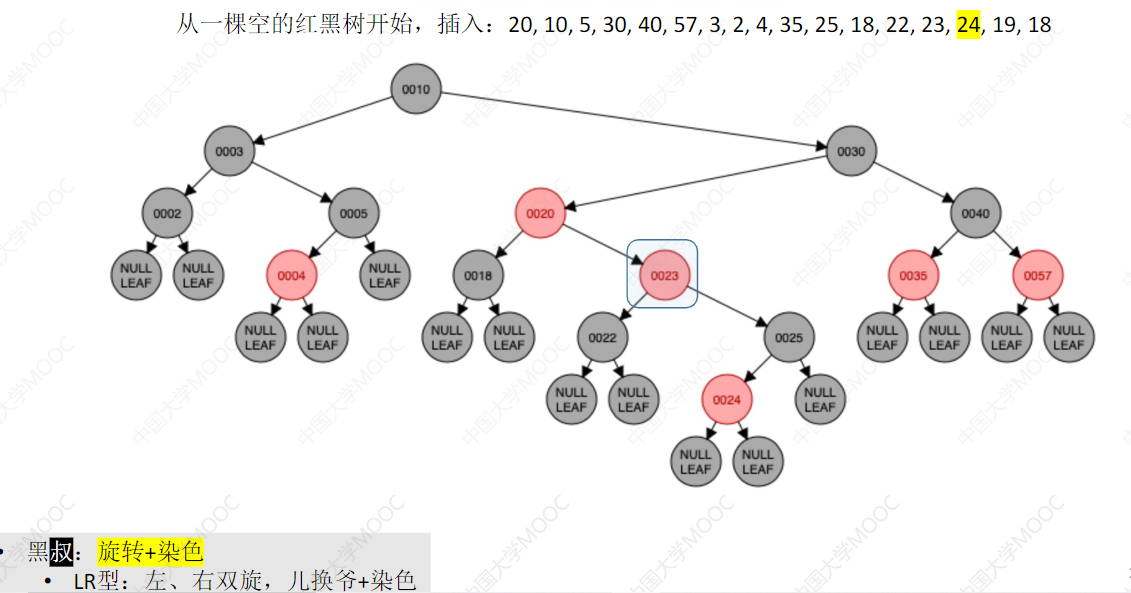 从一棵空的红黑树开始，插入：20, 10, 5, 30, 40, 57, 3, 2, 4, 35, 25, 18, 22, 23, 24, 19, 18
0010
0003
0030
0002
0005
0020
0040
NULL
LEAF
NULL
LEAF
0004
NULL
LEAF
0018
0023
0035
0057
NULL
LEAF
NULL
LEAF
NULL
LEAF
NULL
LEAF
0022
0025
NULL
LEAF
NULL
LEAF
NULL
LEAF
NULL
LEAF
NULL
LEAF
NULL
LEAF
0024
NULL
LEAF
NULL
LEAF
NULL
LEAF
• 黑叔：旋转+染色
• LR型：左、右双旋，儿换爷+染色
中国大学MOOC